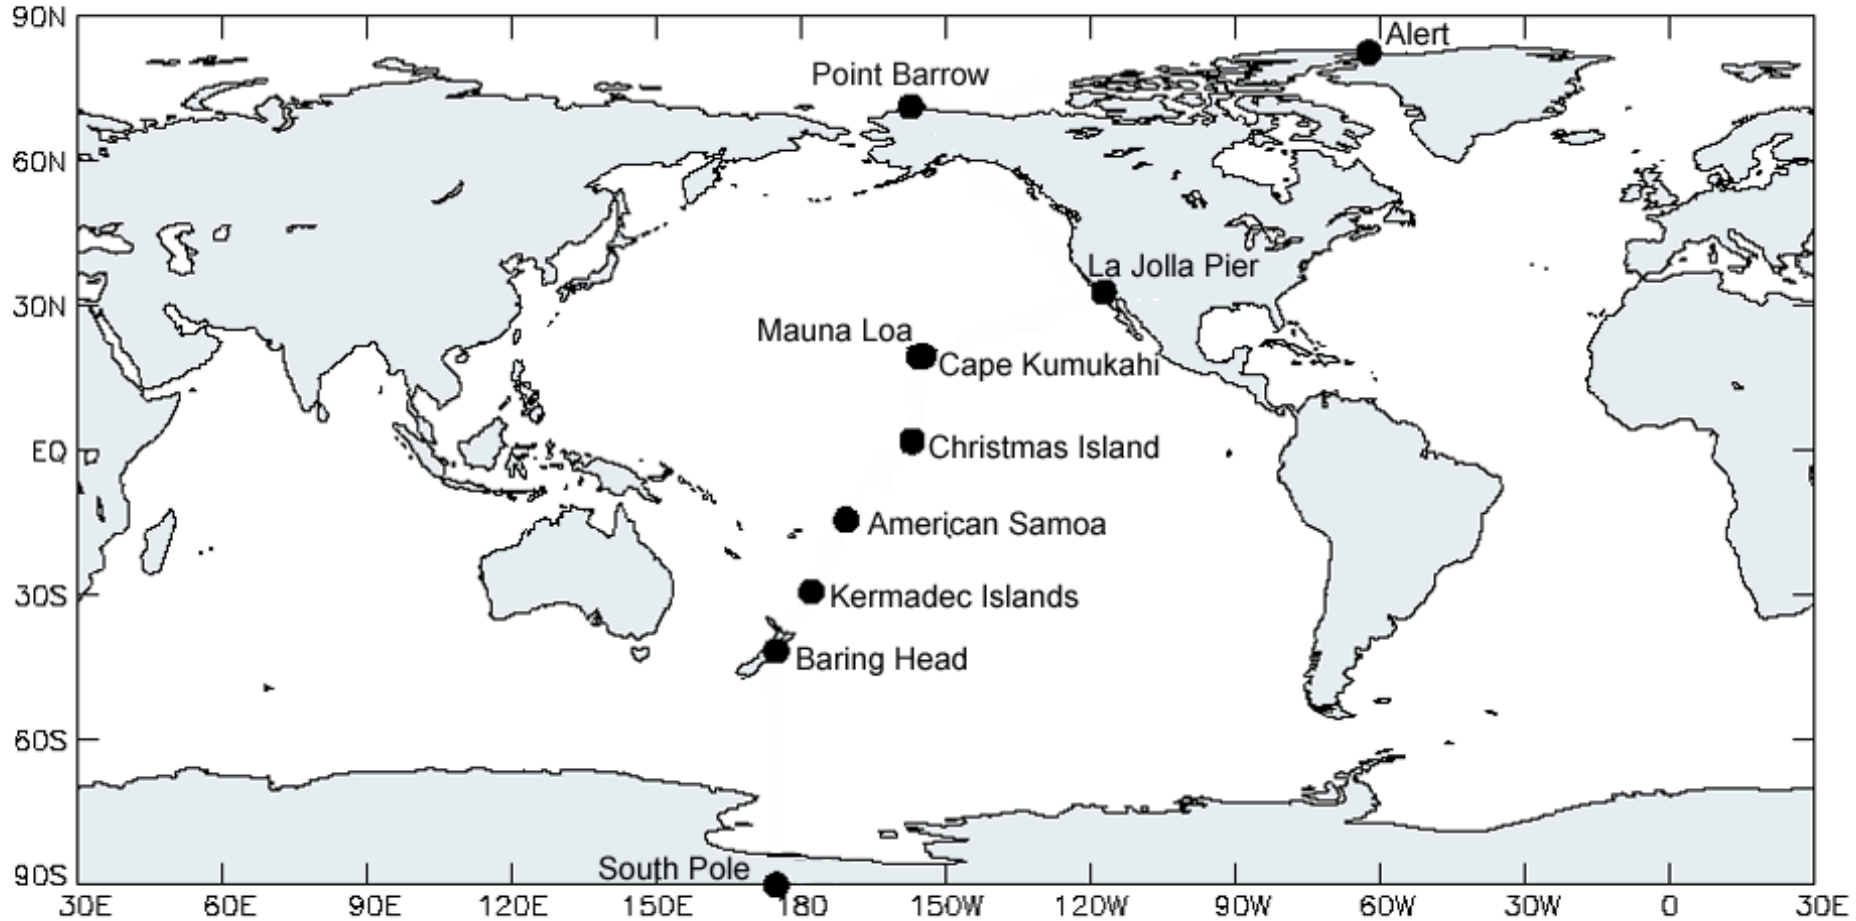 90N
Alert
Point Barrow
60N
La Jolla Pier
30N
Mauna Loa
Cape Kumukahi
EQ
Christmas Island
American Samoa
30S
Kermadec Islands
Baring Head
60S
South Pole
90S
30E 60E 90E 120E 150E 180 150W 120W 90W 60W 30W 0 30E